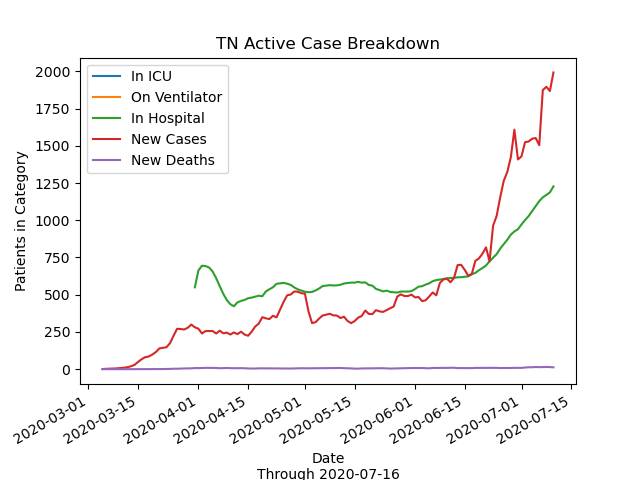 TN Active Case Breakdown
In ICU
On Ventilator
In Hospital
New Cases
New Deaths
Patients in Category
2000
1750
1500
1250
1000
750
500
250
0
2020-03-01
2020-03-15
2020-04-01
2020-04-15
2020-05-01
2020-05-15
2020-06-01
2020-06-15
2020-07-01
2020-07-15
Date
Through 2020-07-16